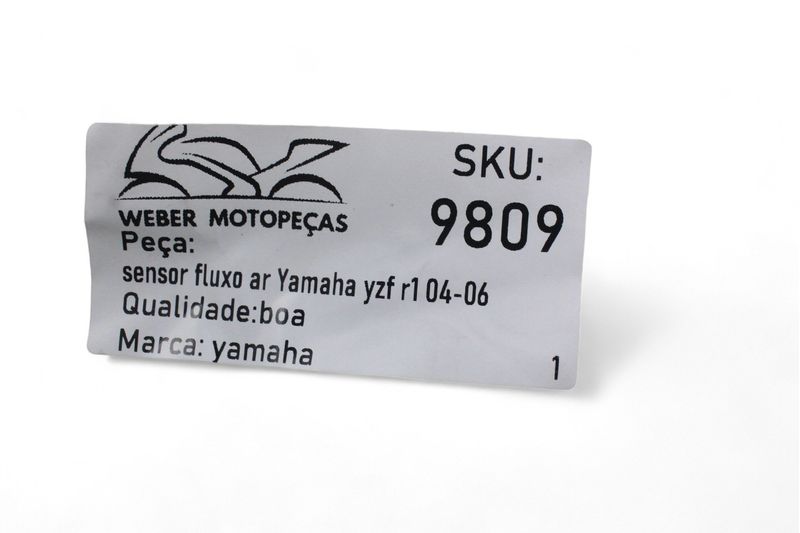 WEBER MOTOPEÇAS
SKU:
9809
Peça:
sensor fluxo ar Yamaha yzf r1 04-06
Qualidade:boa
Marca: yamaha
1